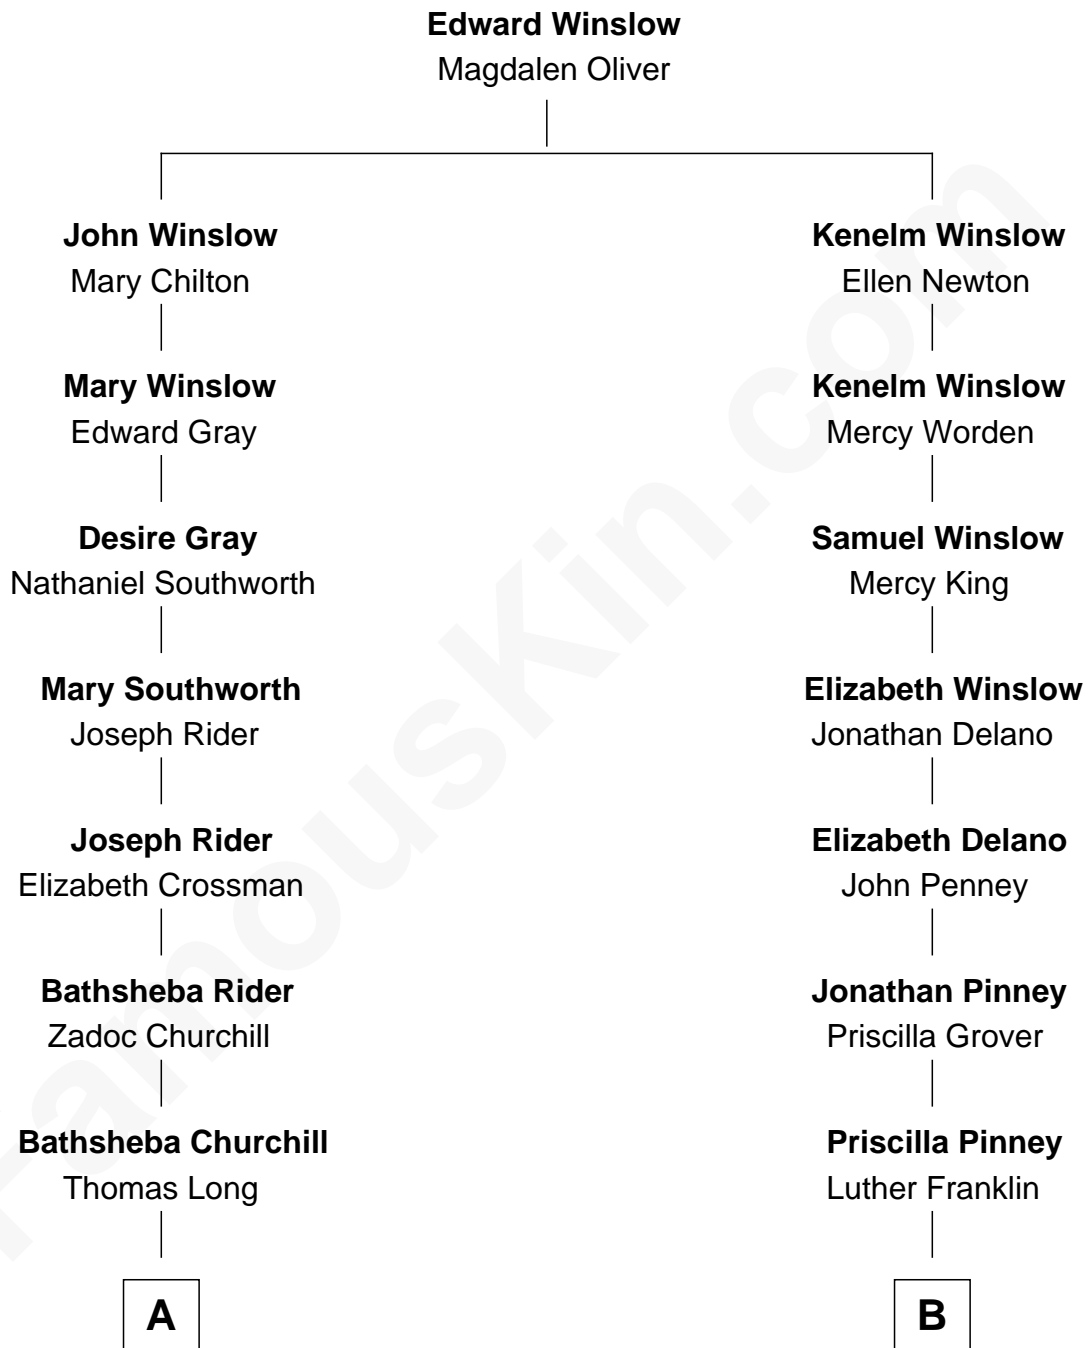 Edward Winslow
Magdalen Oliver
John Winslow
Mary Chilton
Kenelm Winslow
Ellen Newton
Mary Winslow
Edward Gray
Kenelm Winslow
Mercy Worden
Desire Gray
Nathaniel Southworth
Samuel Winslow
Mercy King
Mary Southworth
Joseph Rider
Elizabeth Winslow
Jonathan Delano
Joseph Rider
Elizabeth Crossman
Elizabeth Delano
John Penney
Bathsheba Rider
Zadoc Churchill
Jonathan Pinney
Priscilla Grover
Bathsheba Churchill
Thomas Long
Priscilla Pinney
Luther Franklin
A
B
FamousKin.com